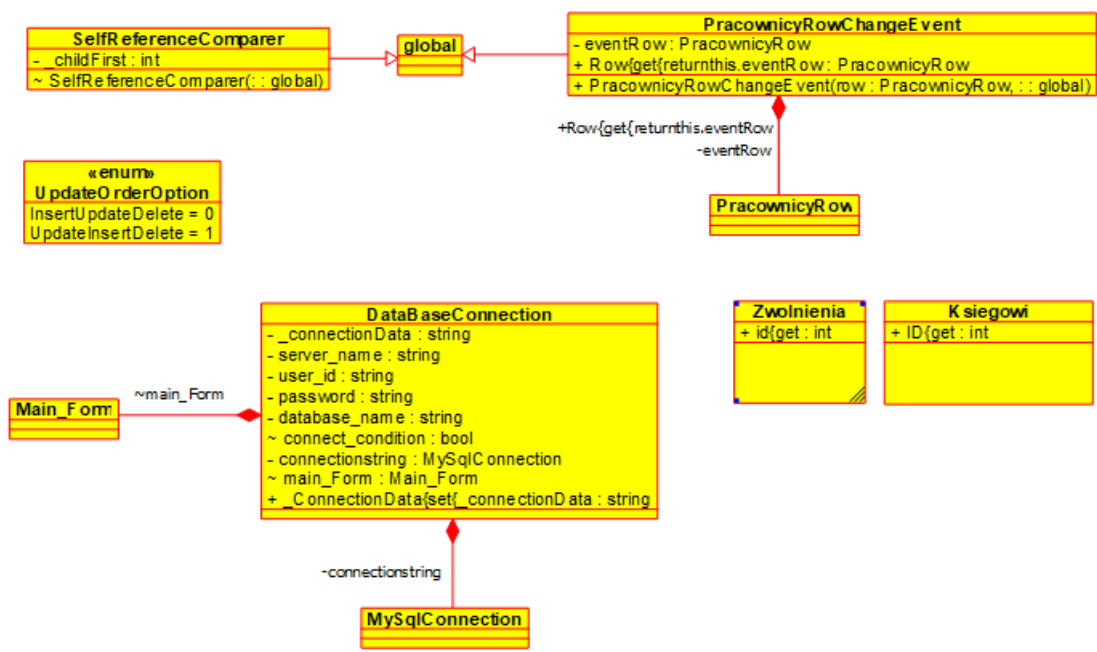 SelfReferenceComparer
- _childFirst : int
~ SelfReferenceComparer(: : global)
global
PracownicyRowChangeEvent
- eventRow : PracownicyRow
+ Row{get{returnthis.eventRow : PracownicyRow
+ PracownicyRowChangeEvent(row : PracownicyRow, : : global)
+Row{get{returnthis.eventRow
-eventRow
PracownicyRow
«enum»
UpdateOrderOption
InsertUpdateDelete = 0
UpdateInsertDelete = 1
DataBaseConnection
- _connectionData : string
- server_name : string
- user_id : string
- password : string
- database_name : string
~ connect_condition : bool
- connectionstring : MySqlConnection
~ main_Form : Main_Form
+ _ConnectionData{set{_connectionData : string
Zwolnienia
+ id{get : int
Ksiegowi
+ ID{get : int
~main_Form
Main_Form
-connectionstring
MySqlConnection